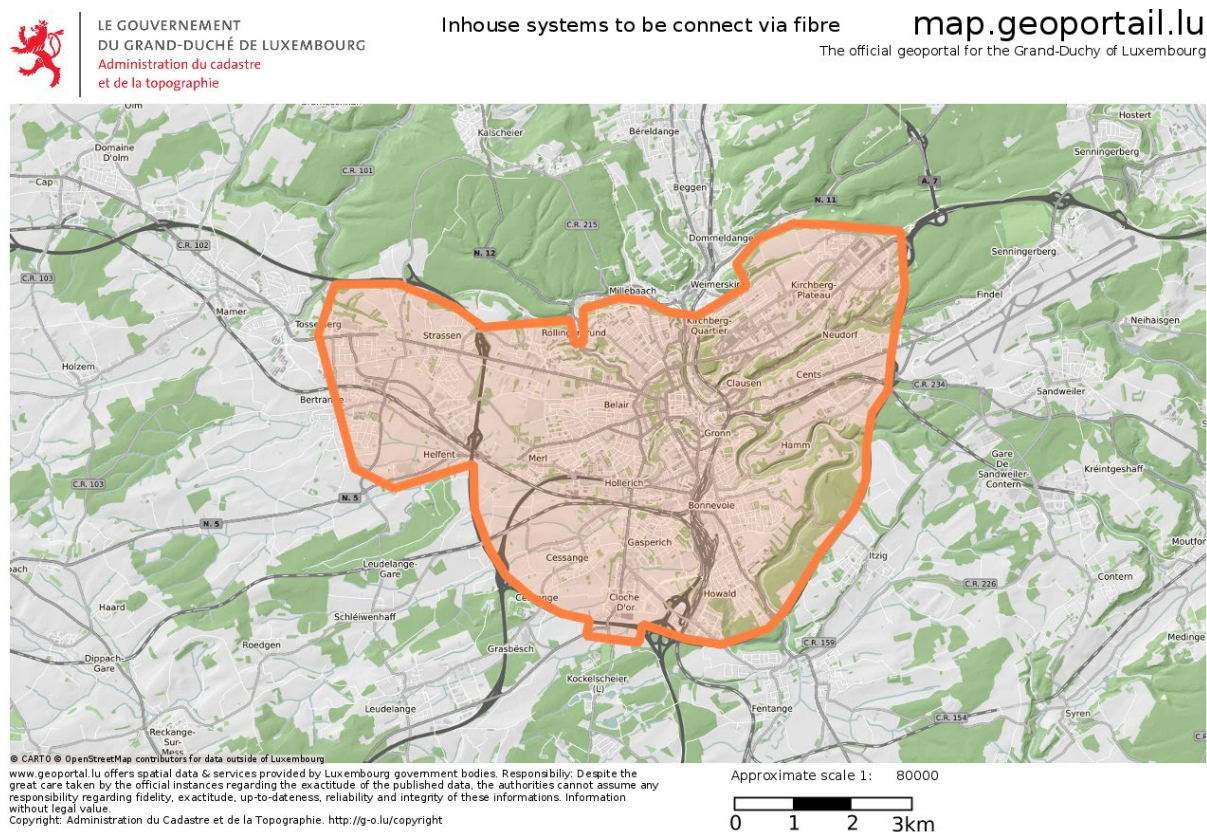 LE GOUVERNEMENT
DU GRAND-DUCHÉ DE LUXEMBOURG
Administration du cadastre
et de la topographie
Inhouse systems to be connect via fibre
map.geoportail.lu
The official geoportal for the Grand-Duchy of Luxembourg
Olm
Domaine
D'olm
Kalscheier
Béreldange
Hostert
Senningerberg
Cap
C.R. 101
Beggen
A. 7
N. 11
C.R. 215
Dommeldange
C.R. 102
N. 12
Senningerberg
C.R. 103
Millebaach
Weimerskir
Kirchberg-
Plateau
Findel
Mamer
Tossenberg
Strassen
Rollingergrund
Kirchberg-
Quartier
Neudorf
Neihaisgen
Holzem
Cents
Clausen
C.R. 234
Sandweiler
Bertrange
Belair
Gronn
Hamm
Helfent
Merl
Gare
De
Sandweiler-
Contern
Kréintgeshaff
C.R. 103
Hollerich
N. 5
Bonnevoie
N. 5
Gasperich
Itzig
Moutfor
Leudelange-
Gare
Cessange
Contern
C.R. 226
Haard
Schléiwenhaff
Cessange
Cloche
D'or
Howald
Roedgen
Grasbësch
C.R. 159
Medinge
Dippach-
Gare
Kockelscheier
(L)
Leudelange
Fentange
C.R. 154
Syren
Reckange-
Sur-
Mess
© CARTO © OpenStreetMap contributors for data outside of Luxembourg
www.geoportal.lu offers spatial data & services provided by Luxembourg government bodies. Responsibiliy: Despite the
great care taken by the official instances regarding the exactitude of the published data, the authorities cannot assume any
responsibility regarding fidelity, exactitude, up-to-dateness, reliability and integrity of these informations. Information
without legal value.
Copyright: Administration du Cadastre et de la Topographie. http://g-o.lu/copyright
Approximate scale 1: 80000
0 1 2 3km